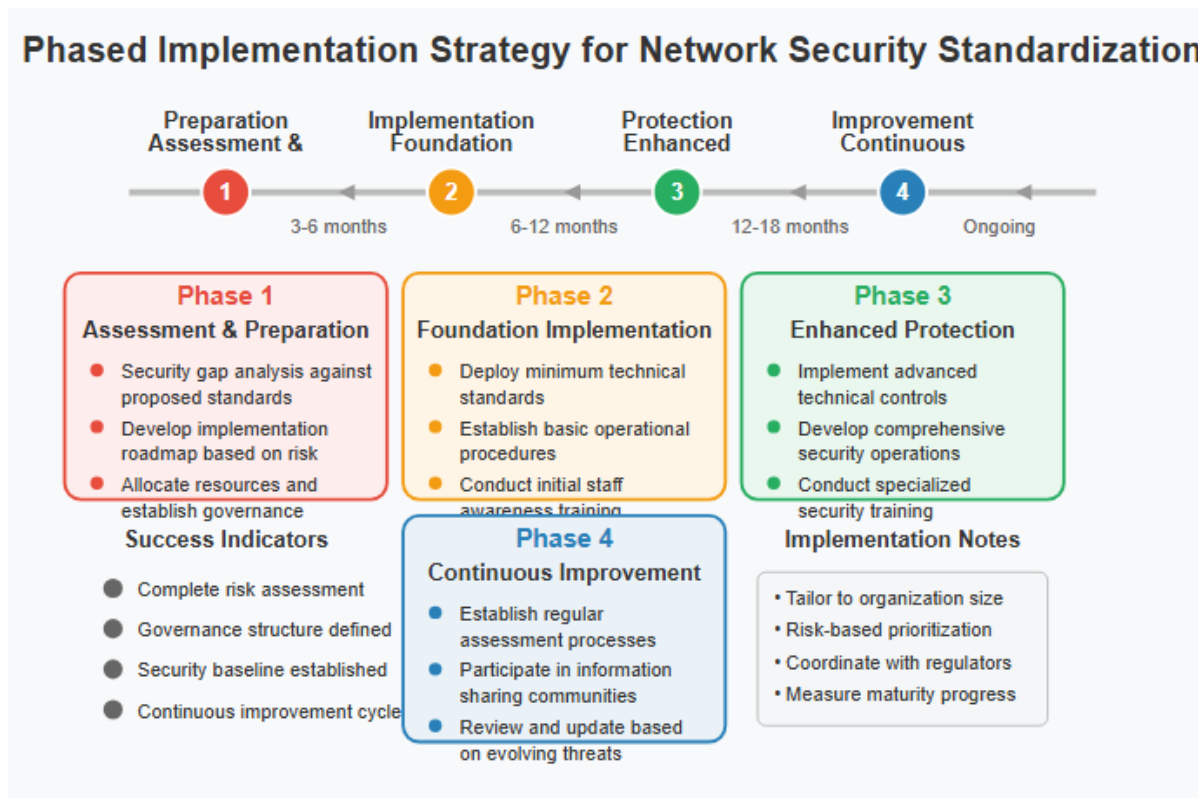 Phased Implementation Strategy for Network Security Standardization
Preparation
Assessment &
Implementation
Foundation
Protection
Enhanced
Improvement
Continuous
1
2
3
4
3-6 months
6-12 months
12-18 months
Ongoing
Phase 1
Assessment & Preparation
Security gap analysis against
proposed standards
Develop implementation
roadmap based on risk
Allocate resources and
establish governance
Phase 2
Foundation Implementation
Deploy minimum technical
standards
Establish basic operational
procedures
Conduct initial staff
awareness training
Phase 3
Enhanced Protection
Implement advanced
technical controls
Develop comprehensive
security operations
Conduct specialized
security training
Success Indicators
Complete risk assessment
Governance structure defined
Security baseline established
Continuous improvement cycle
Phase 4
Continuous Improvement
Establish regular
assessment processes
Participate in information
sharing communities
Review and update based
on evolving threats
Implementation Notes
• Tailor to organization size
• Risk-based prioritization
• Coordinate with regulators
• Measure maturity progress